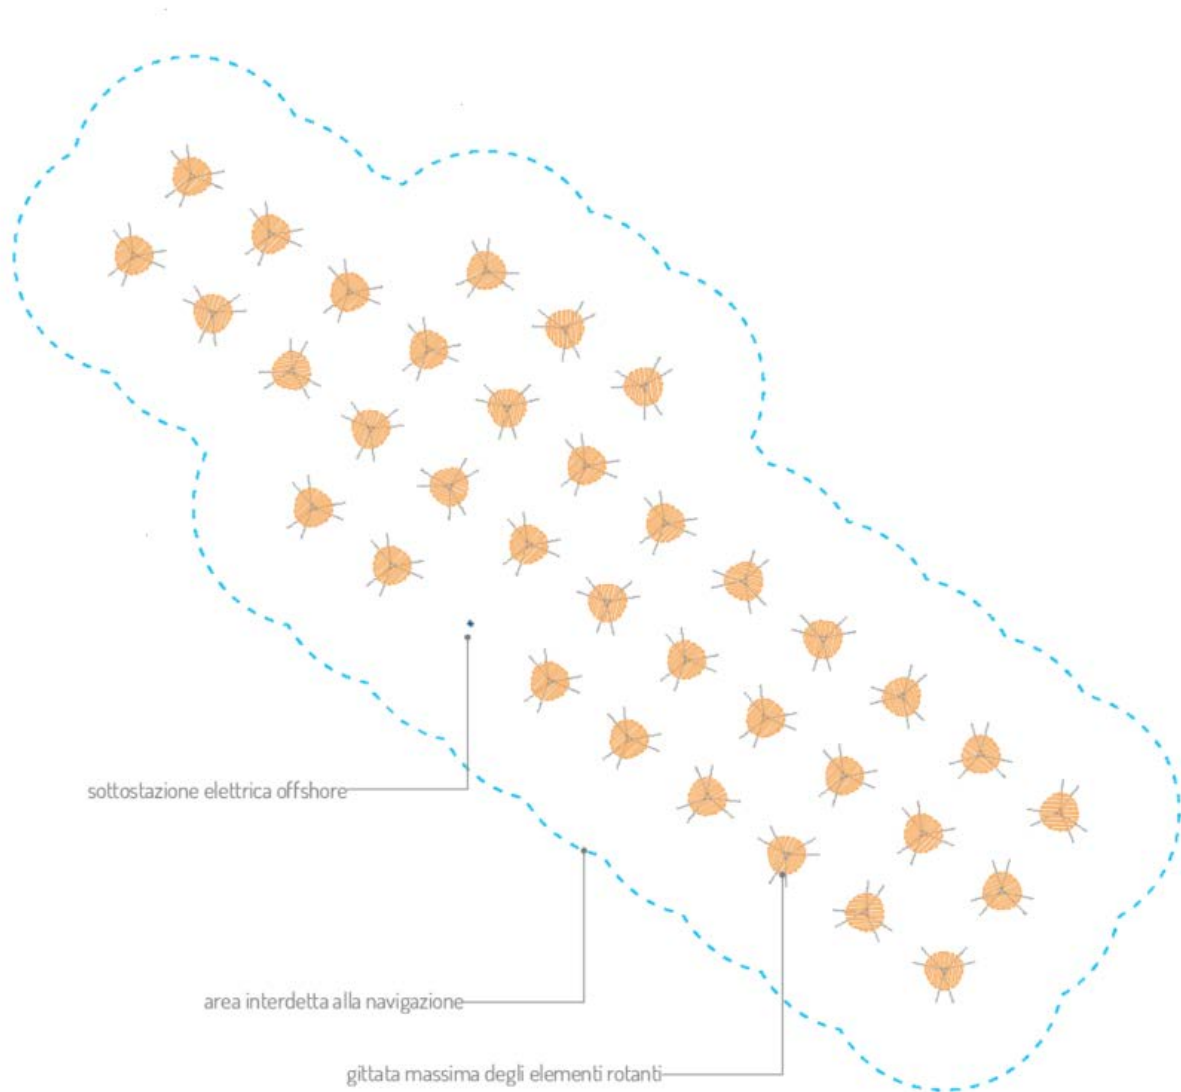 sottostazione elettrica offshore
area interdetta alla navigazione
gittata massima degli elementi rotanti